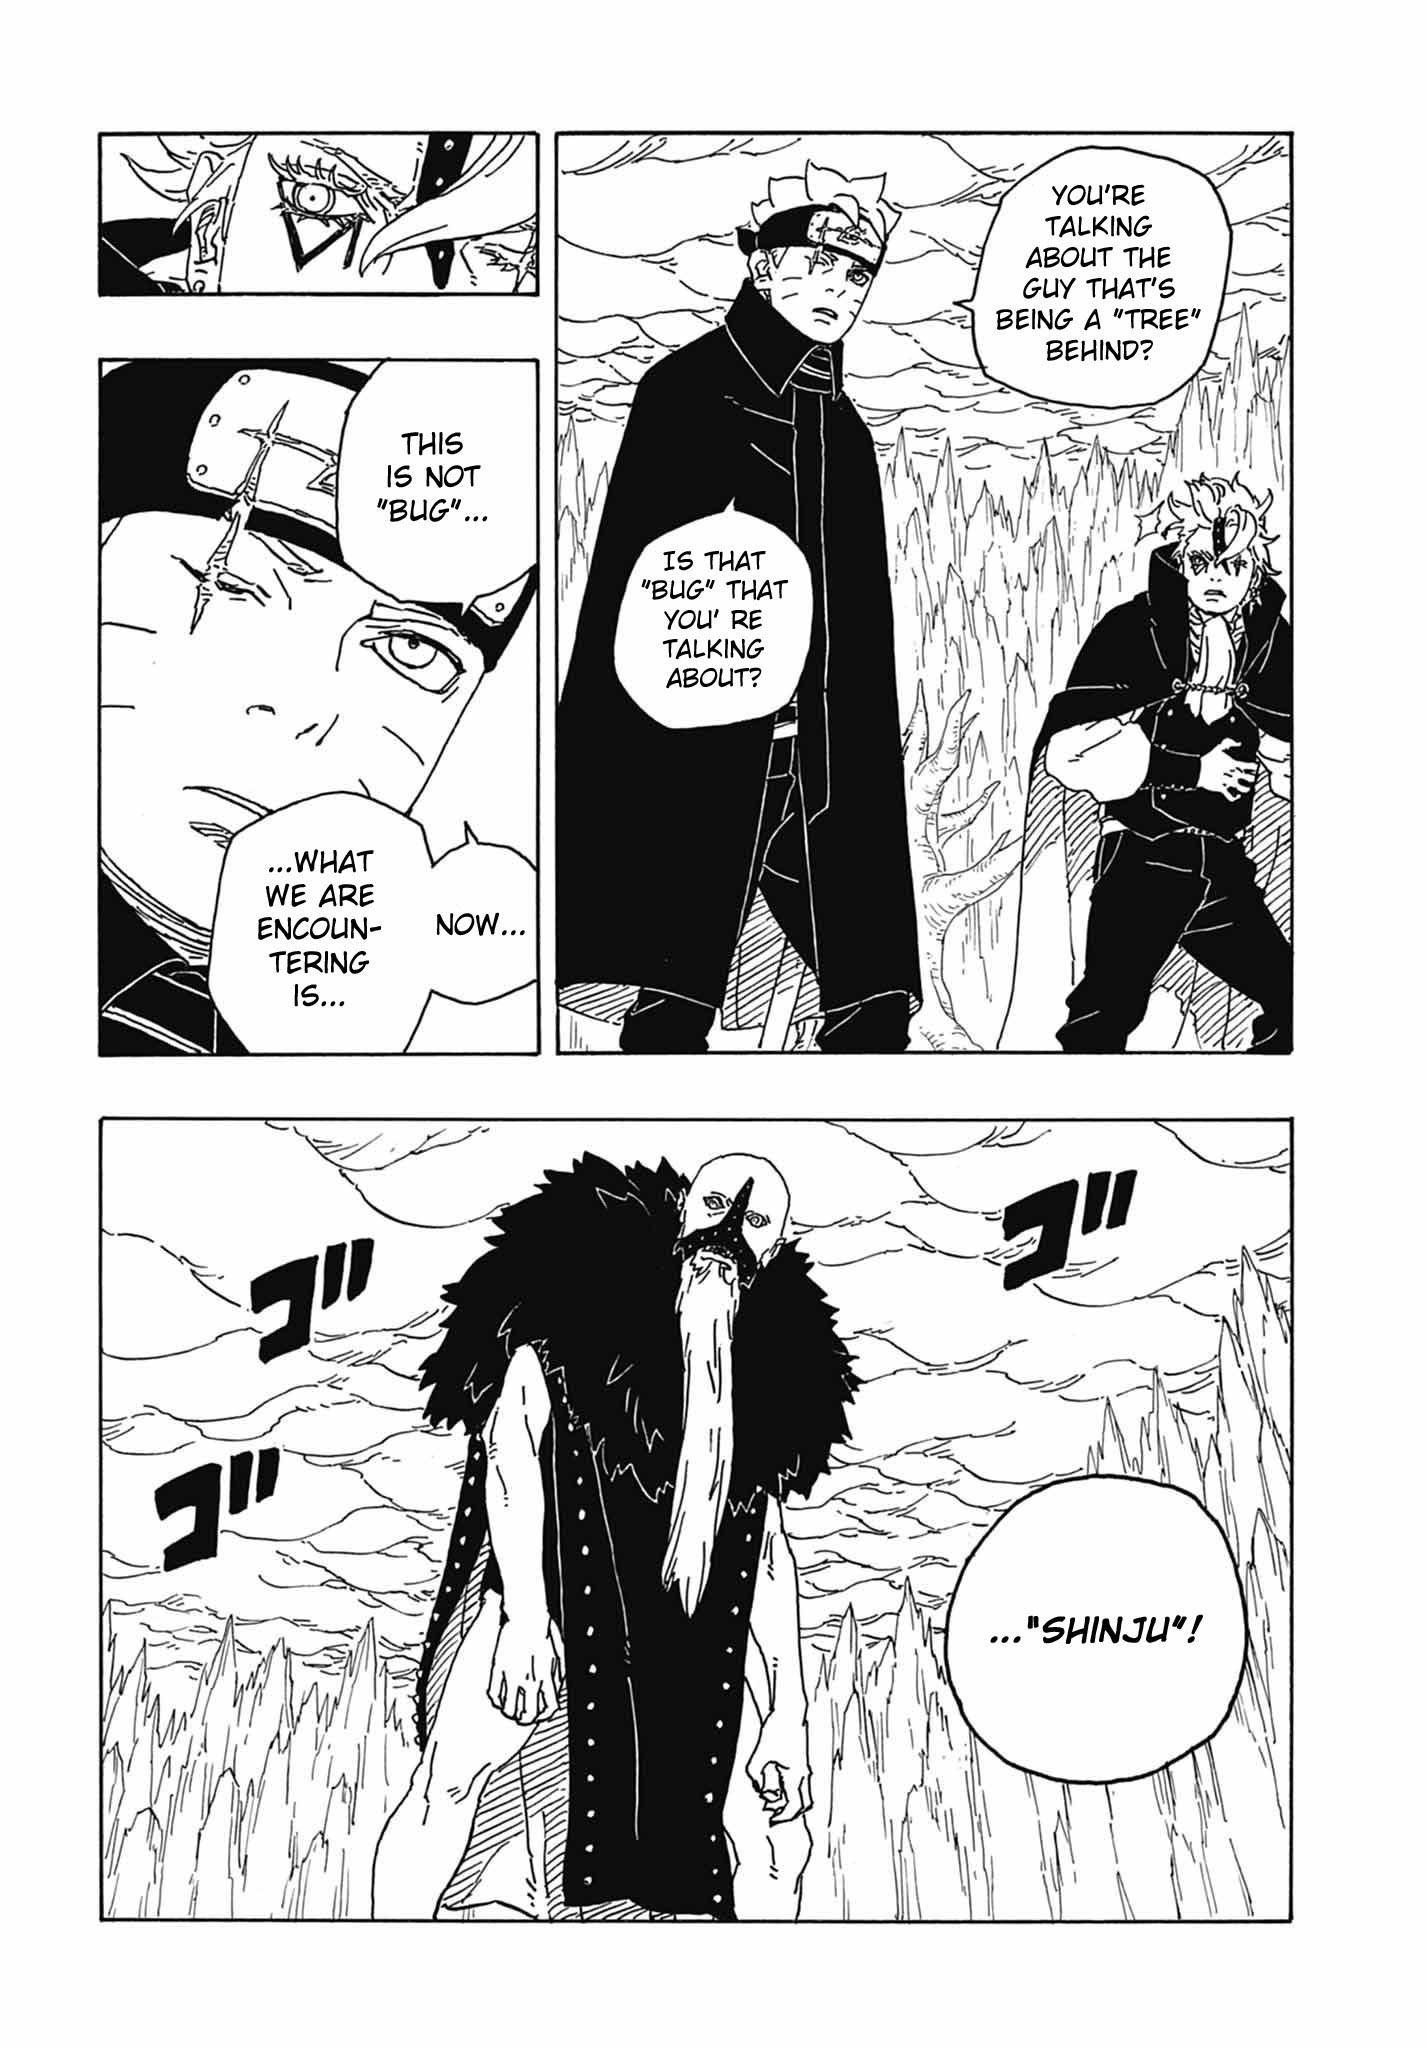 YOU'RE
TALKING
ABOUT THE
GUY THAT'S
BEING A "TREE"
BEHIND?
IS THAT
"BUG" THAT
YOU' RE
TALKING
ABOUT?
THIS
IS NOT
"BUG"...
NOW...
...WHAT
WE ARE
ENCOUN-
TERING
IS...
ゴ
ゴ
ゴ
..."SHINJU"!